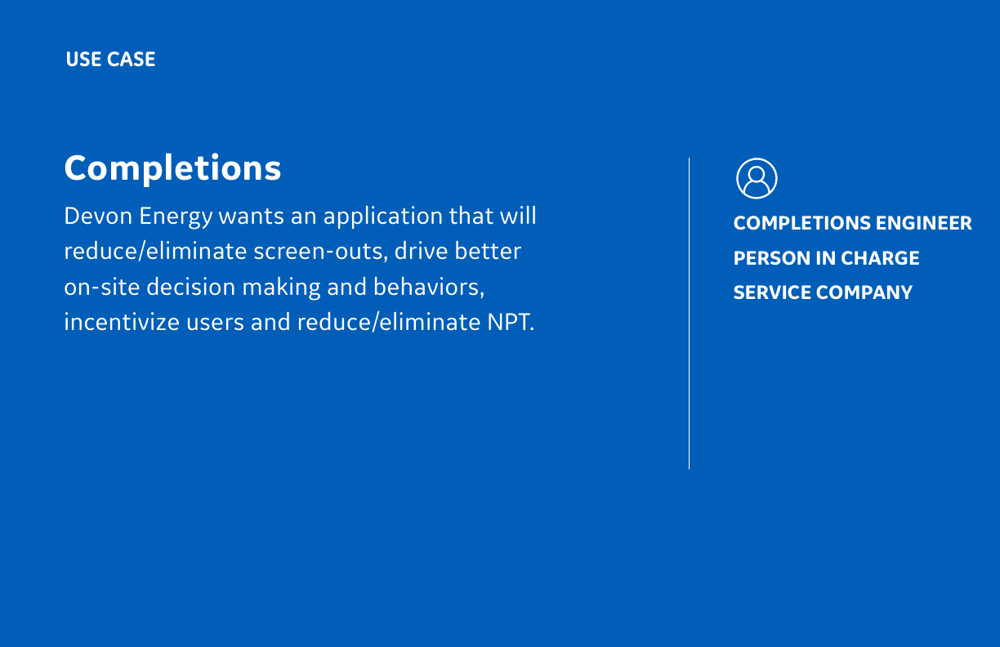 USE CASE
Completions
Devon Energy wants an application that will
reduce/eliminate screen-outs, drive better
on-site decision making and behaviors,
incentivize users and reduce/eliminate NPT.
COMPLETIONS ENGINEER
PERSON IN CHARGE
SERVICE COMPANY